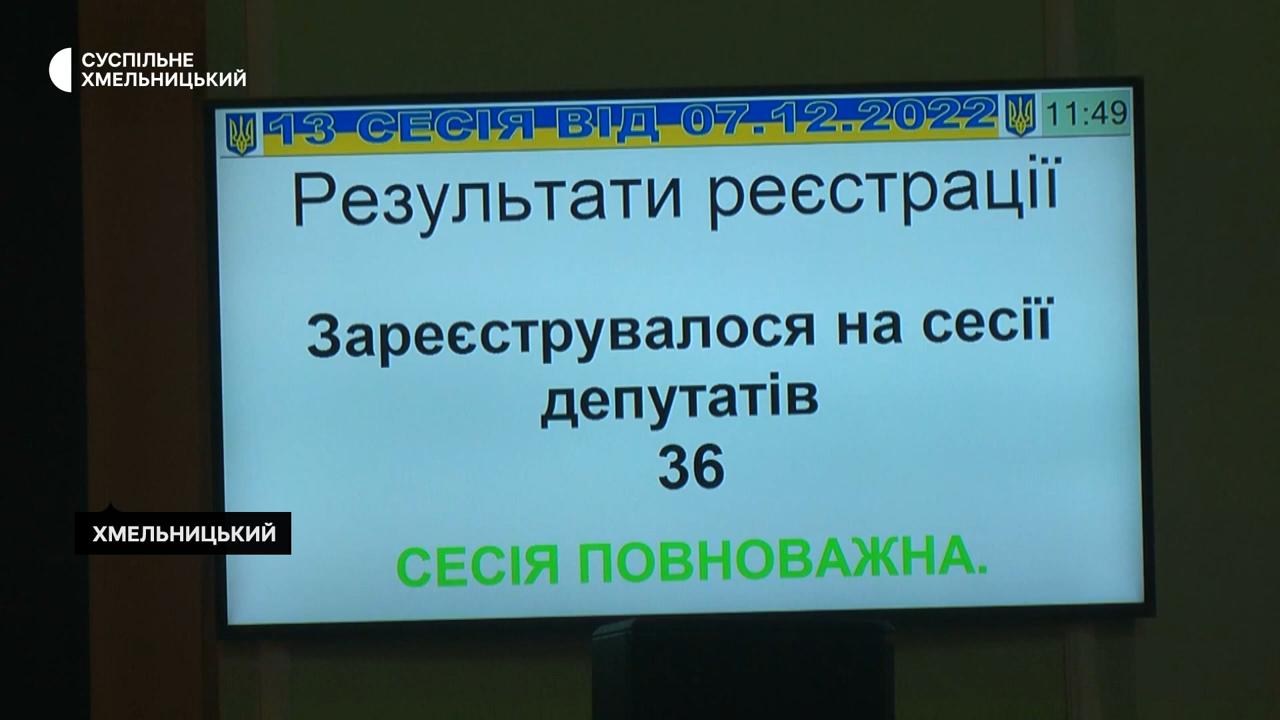 СУСПІЛЬНЕ
ХМЕЛЬНИЦЬКИЙ
13 СЕСІЯ ВІД 07.12.2022 11:49
Результати реєстрації
Зареєструвалося на сесії
депутатів
36
ХМЕЛЬНИЦЬКИЙ
СЕСІЯ ПОВНОВАЖНА.